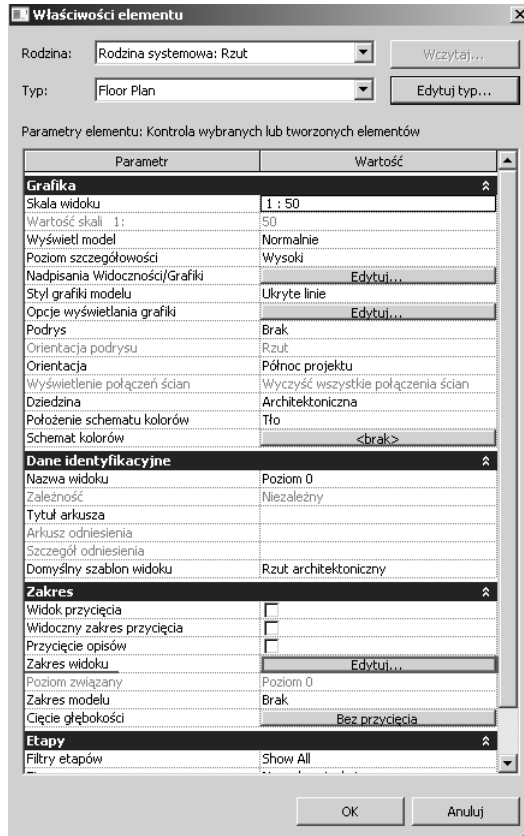 Właściwości elementu
Rodzina: Rodzina systemowa: Rzut Wczytaj...
Typ: Floor Plan Edytuj typ...
Parametry elementu: Kontrola wybranych lub tworzonych elementów
Parametr Wartość
Grafika
Skala widoku 1 : 50
Wartość skali 1: 50
Wyświetl model Normalnie
Poziom szczegółowości Wysoki
Nadpisania Widoczności/Grafiki Edytuj...
Styl grafiki modelu Ukryte linie
Opcje wyświetlania grafiki Edytuj...
Podrys Brak
Orientacja podrysu Rzut
Orientacja Północ projektu
Wyświetlenie połączeń ścian Wyczyść wszystkie połączenia ścian
Dziedzina Architektoniczna
Położenie schematu kolorów Tło
Schemat kolorów <brak>
Dane identyfikacyjne
Nazwa widoku Poziom 0
Zależność Niezależny
Tytuł arkusza
Arkusz odniesienia
Szczegół odniesienia
Domyślny szablon widoku Rzut architektoniczny
Zakres
Widok przycięcia
Widoczny zakres przycięcia
Przycięcie opisów
Zakres widoku Edytuj...
Poziom związany Poziom 0
Zakres modelu Brak
Cięcie głębokości Bez przycięcia
Etapy
Filtry etapów Show All
OK Anuluj